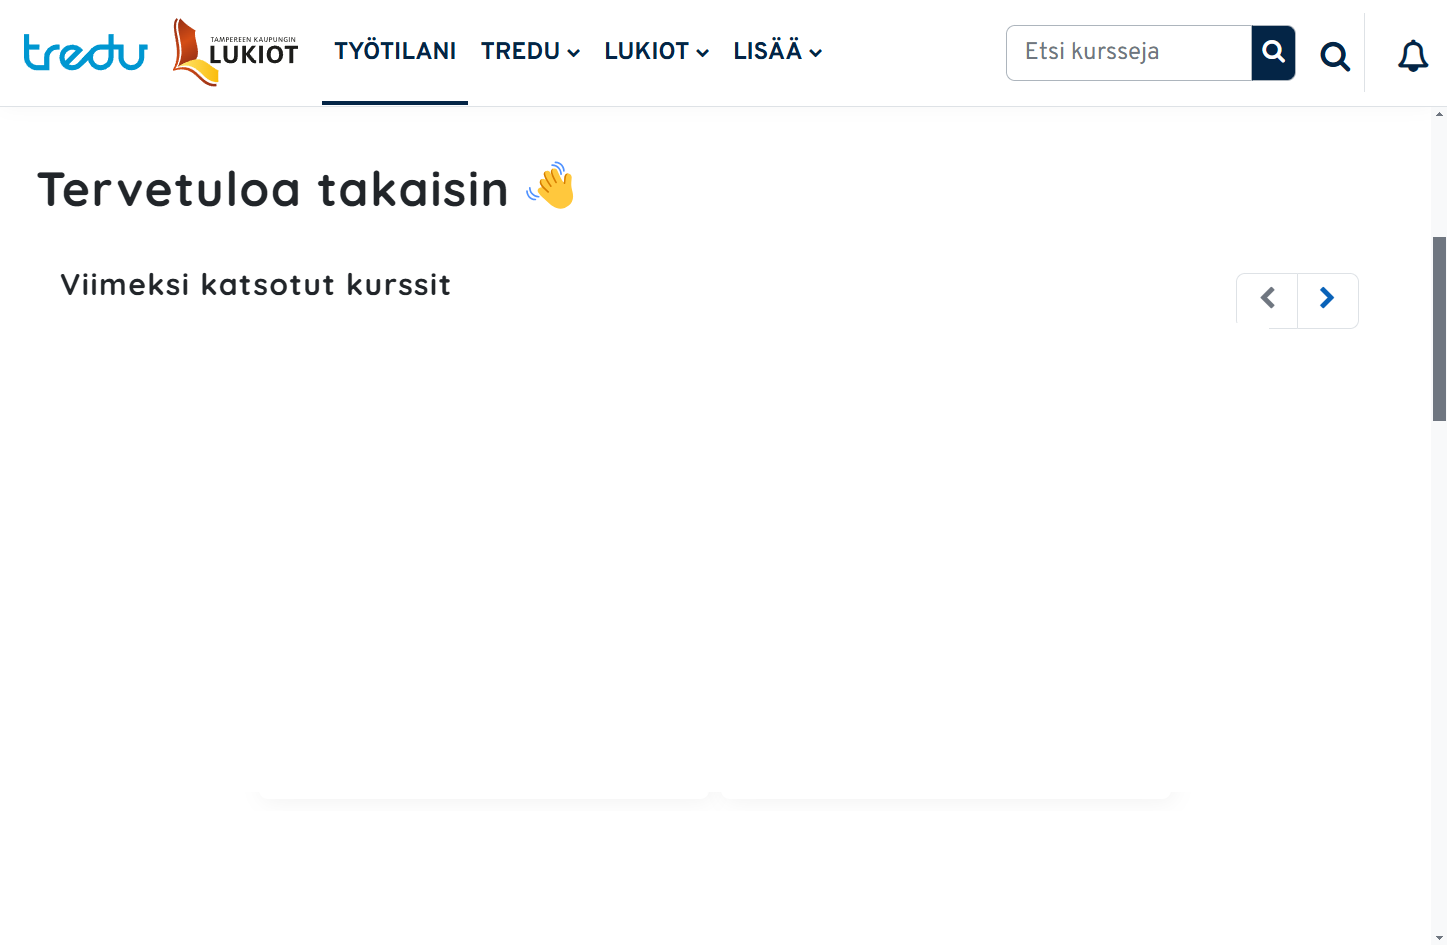 tredu
TAMPEREEN KAUPUNGIN
LUKIOT
TYÖTILANI TREDU LUKIOT LISÄÄ
Etsi kursseja
Tervetuloa takaisin 👋
Viimeksi katsotut kurssit